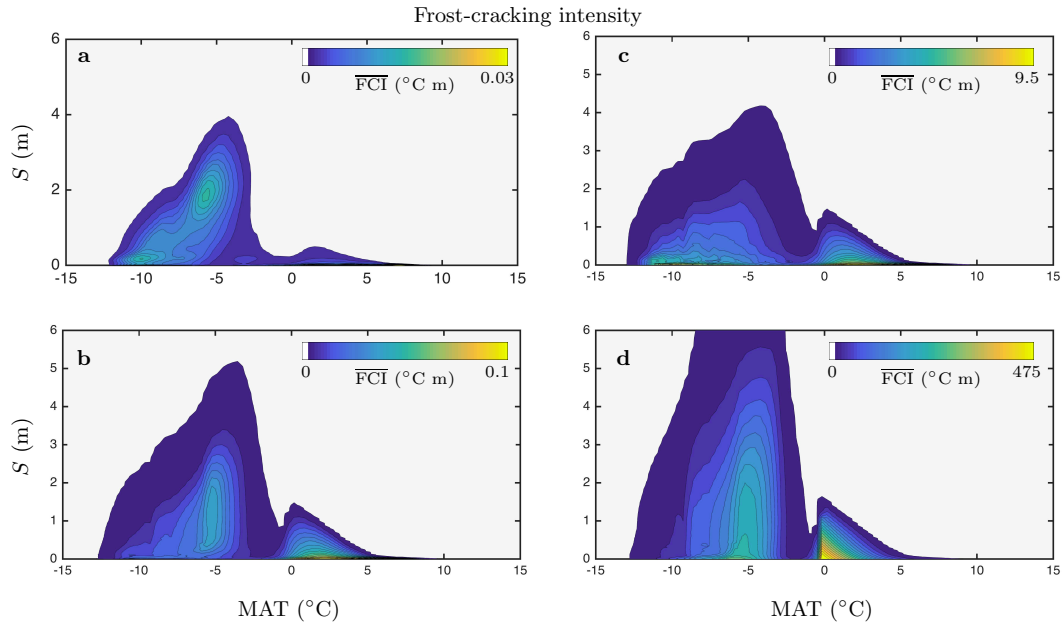 Frost-cracking intensity
a
0 FCI (°C m) 0.03
6
4
2
0
S (m)
-15 -10 -5 0 5 10 15
c
0 FCI (°C m) 9.5
6
5
4
3
2
1
0
-15 -10 -5 0 5 10 15
b
0 FCI (°C m) 0.1
6
5
4
3
2
1
0
S (m)
-15 -10 -5 0 5 10 15
MAT (°C)
d
0 FCI (°C m) 475
6
5
4
3
2
1
0
-15 -10 -5 0 5 10 15
MAT (°C)